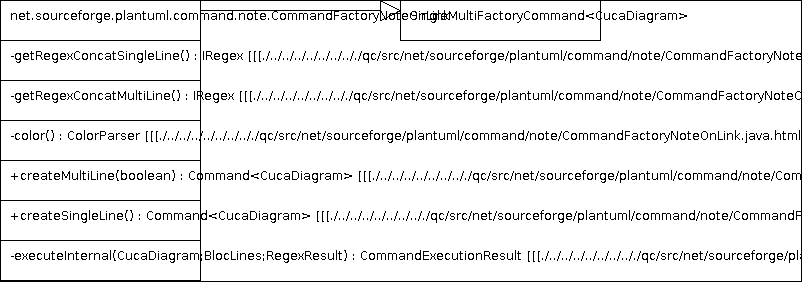 net.sourceforge.plantuml.command.note.CommandFactoryNoteOnLink
SingleMultiFactoryCommand<CucaDiagram>
-getRegexConcatSingleLine() : IRegex [[[./../../../../../../../../qc/src/net/sourceforge/plantuml/command/note/CommandFactoryNote
-getRegexConcatMultiLine() : IRegex [[[./../../../../../../../../qc/src/net/sourceforge/plantuml/command/note/CommandFactoryNoteO
-color() : ColorParser [[[./../../../../../../../../qc/src/net/sourceforge/plantuml/command/note/CommandFactoryNoteOnLink.java.html
+createMultiLine(boolean) : Command<CucaDiagram> [[[./../../../../../../../../qc/src/net/sourceforge/plantuml/command/note/Com
+createSingleLine() : Command<CucaDiagram> [[[./../../../../../../../../qc/src/net/sourceforge/plantuml/command/note/CommandF
-executeInternal(CucaDiagram;BlocLines;RegexResult) : CommandExecutionResult [[[./../../../../../../../../qc/src/net/sourceforge/pla